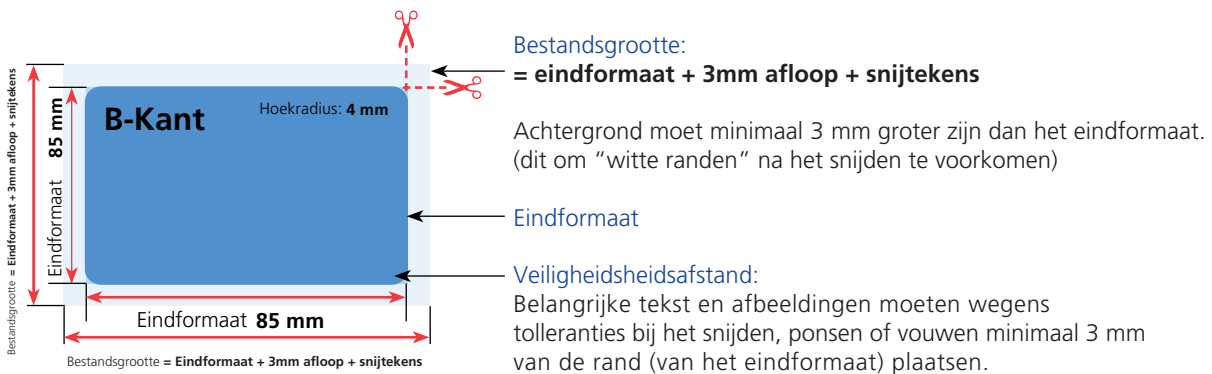 Bestandsgrootte:
= eindformaat + 3mm afloop + snijtekens
Achtergrond moet minimaal 3 mm groter zijn dan het eindformaat.
(dit om “witte randen” na het snijden te voorkomen)
Eindformaat
Veiligheidsheidsafstand:
Belangrijke tekst en afbeeldingen moeten wegens
tolleranties bij het snijden, ponsen of vouwen minimaal 3 mm
van de rand (van het eindformaat) plaatsen.
B-Kant
Hoekradius: 4 mm
Eindformaat 85 mm
Bestandsgrootte = Eindformaat + 3mm afloop + snijtekens
Eindformaat 85 mm
Bestandsgrootte = Eindformaat + 3mm afloop + snijtekens